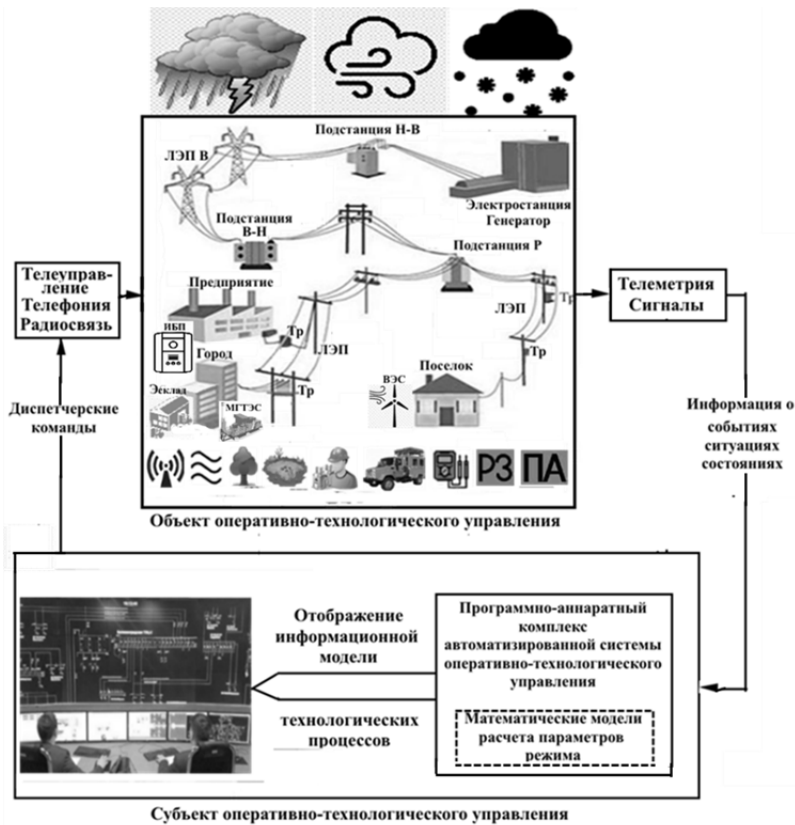 Подстанция Н-В
ЛЭП В
Электростанция
Генератор
Подстанция
В-Н
Подстанция Р
Телеуправ-
ление
Телефония
Радиосвязь
Предприятие
Тр
Телеметрия
Сигналы
ИБП
Тр
ЛЭП
ЛЭП
Город
Тр
Тр
Поселок
ВЭС
МГТЭС
Диспетчерские
команды
Информация о
событиях
ситуациях
состояниях
РЗ
ПА
Объект оперативно-технологического управления
Отображение
информационной
модели
технологических
процессов
Программно-аппаратный
комплекс
автоматизированной системы
оперативно-технологического
управления
Математические модели
расчета параметров
режима
Субъект оперативно-технологического управления